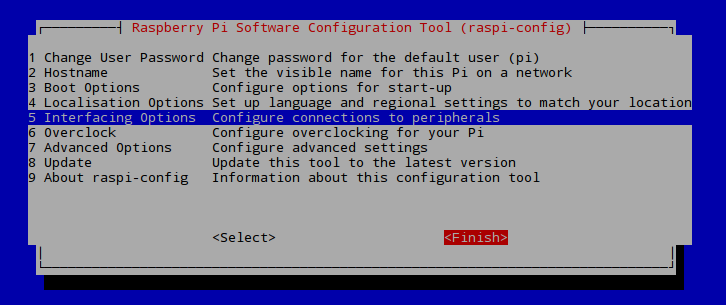 Raspberry Pi Software Configuration Tool (raspi-config)
1 Change User Password Change password for the default user (pi)
2 Hostname Set the visible name for this Pi on a network
3 Boot Options Configure options for start-up
4 Localisation Options Set up language and regional settings to match your location
5 Interfacing Options Configure connections to peripherals
6 Overclock Configure overclocking for your Pi
7 Advanced Options Configure advanced settings
8 Update Update this tool to the latest version
9 About raspi-config Information about this configuration tool
<Select> <Finish>